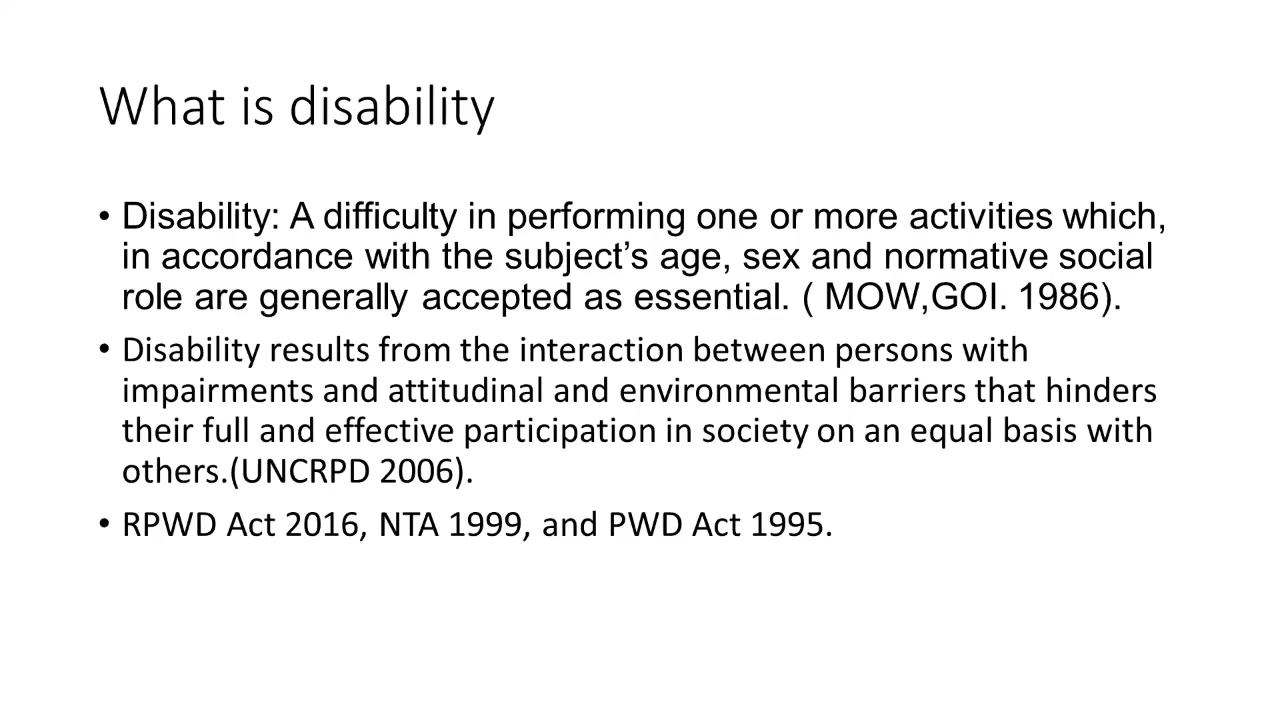 What is disability
• Disability: A difficulty in performing one or more activities which,
in accordance with the subject’s age, sex and normative social
role are generally accepted as essential. ( MOW,GOI. 1986).
• Disability results from the interaction between persons with
impairments and attitudinal and environmental barriers that hinders
their full and effective participation in society on an equal basis with
others.(UNCRPD 2006).
• RPWD Act 2016, NTA 1999, and PWD Act 1995.